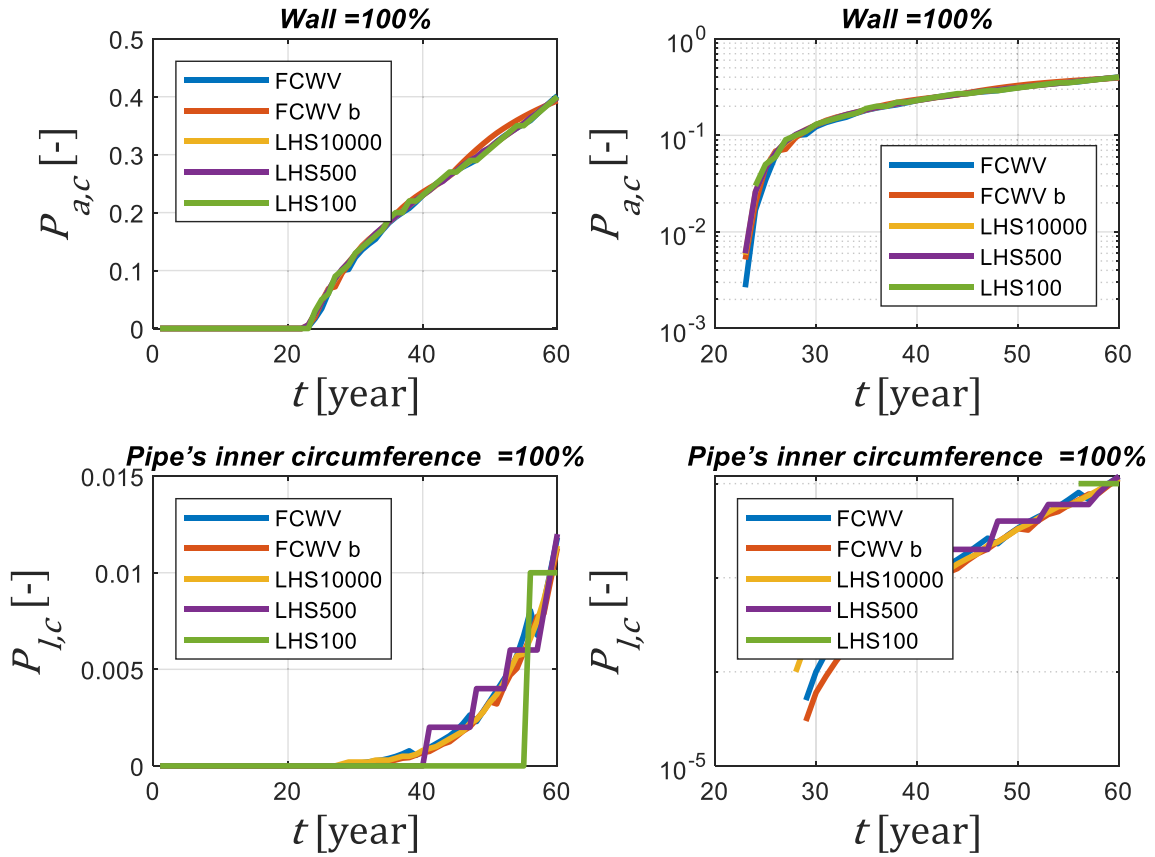 Wall =100%
0.5
0.4
0.3
0.2
0.1
0
P a,c [-]
FCWV
FCWV b
LHS10000
LHS500
LHS100
0 20 40 60
t [year]
Wall =100%
10^0
10^-1
10^-2
10^-3
P a,c [-]
FCWV
FCWV b
LHS10000
LHS500
LHS100
20 30 40 50 60
t [year]
Pipe’s inner circumference =100%
0.015
0.01
0.005
0
P l,c [-]
FCWV
FCWV b
LHS10000
LHS500
LHS100
0 20 40 60
t [year]
Pipe’s inner circumference =100%
10^-5
P l,c [-]
FCWV
FCWV b
LHS10000
LHS500
LHS100
20 30 40 50 60
t [year]